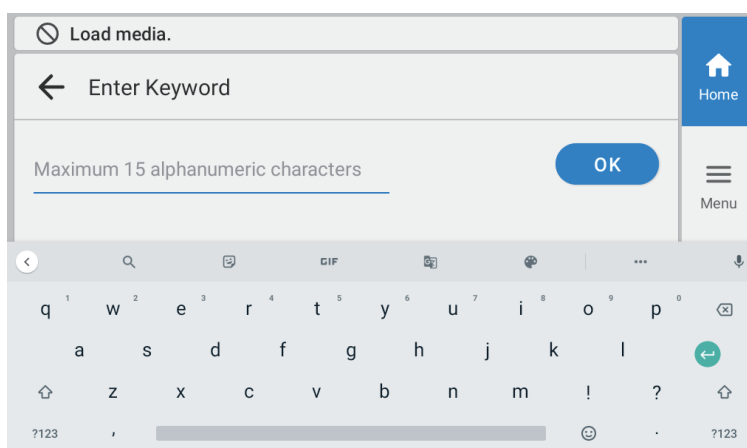 Load media.
Enter Keyword
Home
Maximum 15 alphanumeric characters
OK
Menu
GIF
q 1 w 2 e 3 r 4 t 5 y 6 u 7 i 8 o 9 p 0
a s d f g h j k l
z x c v b n m ! ?
?123 , . ?123